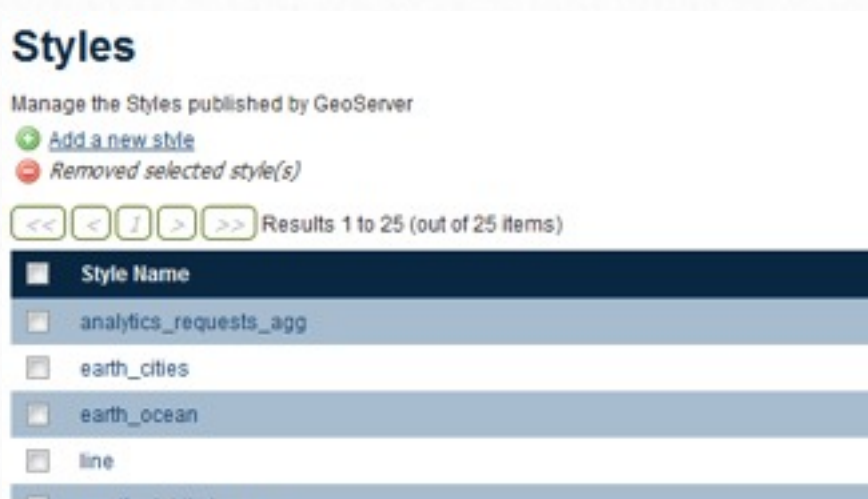 Styles
Manage the Styles published by GeoServer
Add a new style
Removed selected style(s)
<< < 1 > >> Results 1 to 25 (out of 25 items)
Style Name
analytics_requests_agg
earth_cities
earth_ocean
line